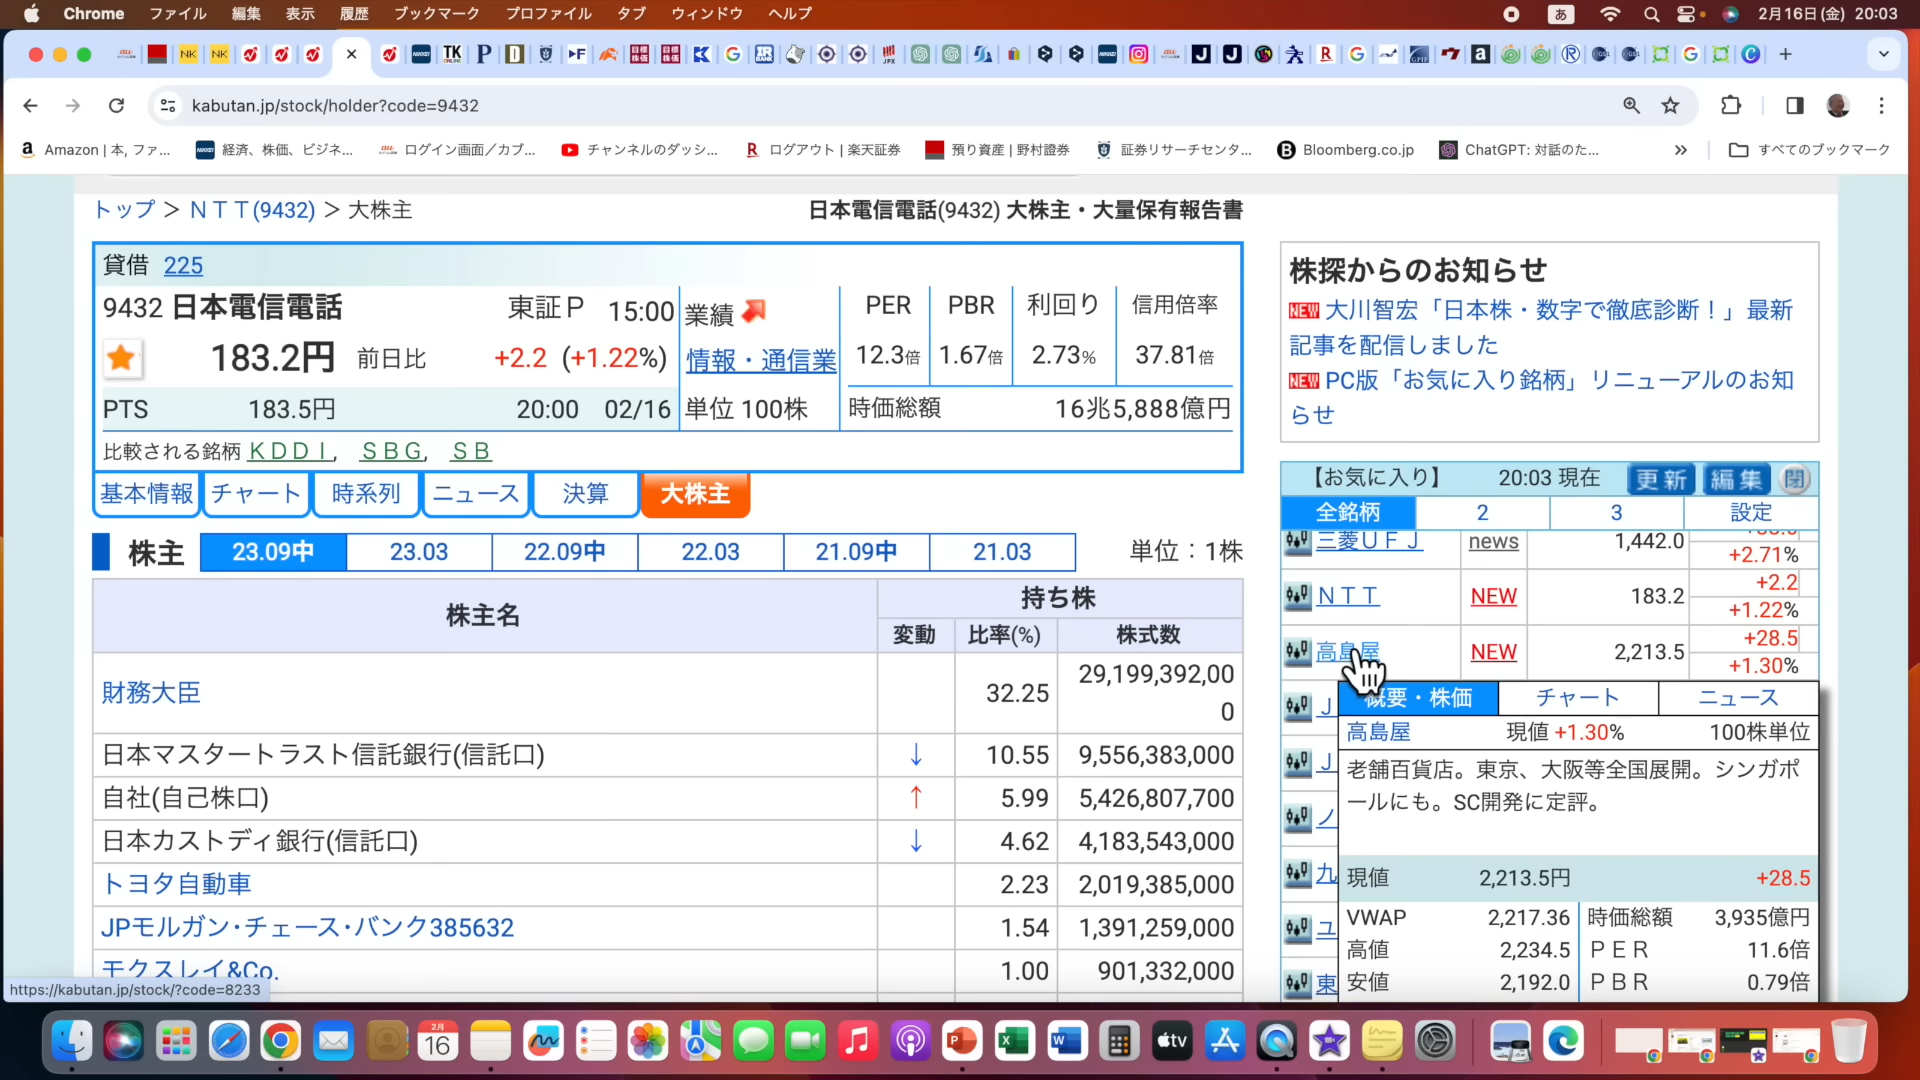 Chrome ファイル 編集 表示 履歴 ブックマーク プロファイル タブ ウィンドウ ヘルプ
あ 2月16日(金) 20:03
kabutan.jp/stock/holder?code=9432
Amazon | 本, ファ... 経済、株価、ビジネ... ログイン画面／カブ... チャンネルのダッシ... ログアウト | 楽天証券 預り資産 | 野村證券 証券リサーチセンタ... Bloomberg.co.jp ChatGPT: 対話のた... » すべてのブックマーク
トップ > ＮＴＴ(9432) > 大株主
日本電信電話(9432) 大株主・大量保有報告書
貸借 225
9432 日本電信電話 東証Ｐ 15:00
183.2円 前日比 +2.2 (+1.22%)
PTS 183.5円 20:00 02/16
業績
情報・通信業
単位 100株
PER PBR 利回り 信用倍率
12.3倍 1.67倍 2.73% 37.81倍
時価総額 16兆5,888億円
比較される銘柄 ＫＤＤＩ, ＳＢＧ, ＳＢ
基本情報 チャート 時系列 ニュース 決算 大株主
株主 23.09中 23.03 22.09中 22.03 21.09中 21.03 単位：1株
株主名 持ち株
変動 比率(%) 株式数
財務大臣 32.25 29,199,392,000
日本マスタートラスト信託銀行(信託口) ↓ 10.55 9,556,383,000
自社(自己株口) ↑ 5.99 5,426,807,700
日本カストディ銀行(信託口) ↓ 4.62 4,183,543,000
トヨタ自動車 2.23 2,019,385,000
JPモルガン・チェース・バンク385632 1.54 1,391,259,000
モクスレイ&Co. 1.00 901,332,000
https://kabutan.jp/stock/?code=8233
株探からのお知らせ
NEW 大川智宏「日本株・数字で徹底診断！」最新
記事を配信しました
NEW PC版「お気に入り銘柄」リニューアルのお知
らせ
【お気に入り】 20:03 現在 更新 編集 閉
全銘柄 2 3 設定
三菱ＵＦＪ news 1,442.0 +2.71%
ＮＴＴ NEW 183.2 +2.2
+1.22%
高島屋 NEW 2,213.5 +28.5
+1.30%
Ｊ
Ｊ
ノ
九
ユ
東
概要・株価 チャート ニュース
高島屋 現値 +1.30% 100株単位
老舗百貨店。東京、大阪等全国展開。シンガポ
ールにも。SC開発に定評。
現値 2,213.5円 +28.5
VWAP 2,217.36 時価総額 3,935億円
高値 2,234.5 ＰＥＲ 11.6倍
安値 2,192.0 ＰＢＲ 0.79倍
2月
16
tv